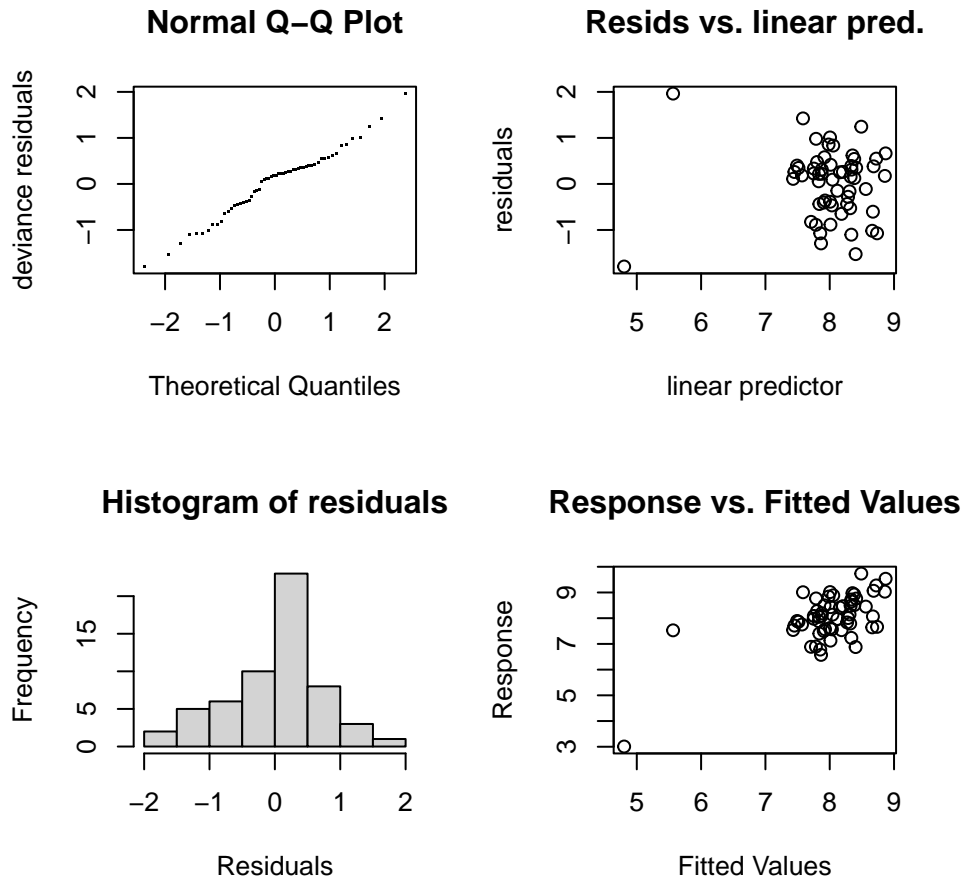 Normal Q−Q Plot
deviance residuals
−1 0 1 2
−2 −1 0 1 2
Theoretical Quantiles
Resids vs. linear pred.
residuals
−1 0 1 2
5 6 7 8 9
linear predictor
Histogram of residuals
Frequency
0 5 15
−2 −1 0 1 2
Residuals
Response vs. Fitted Values
Response
3 5 7 9
5 6 7 8 9
Fitted Values